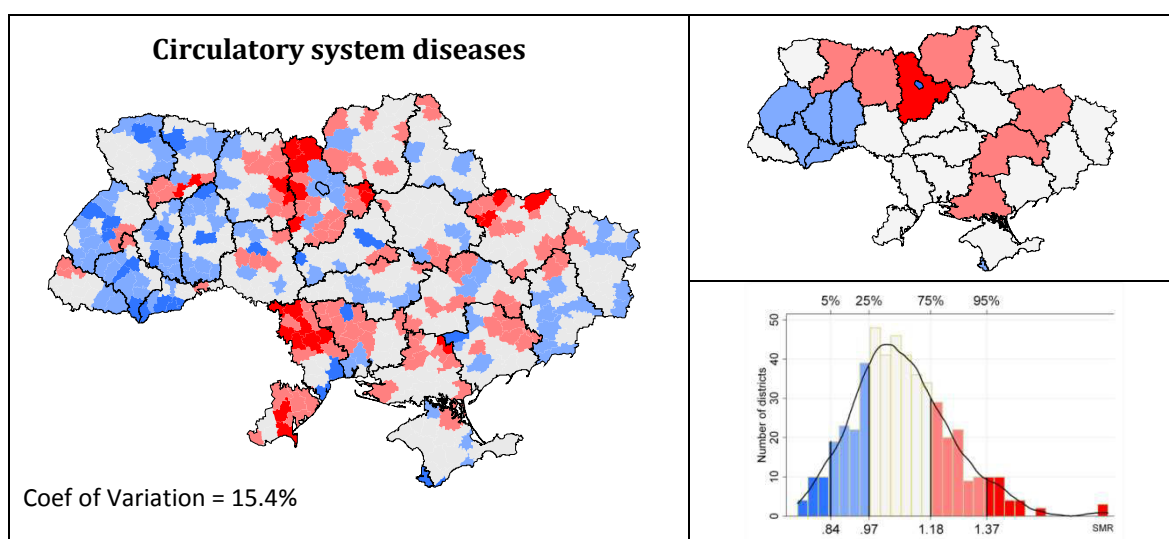 Circulatory system diseases
Coef of Variation = 15.4%
5% 25% 75% 95%
Number of districts
50
40
30
20
10
0
.84 .97 1.18 1.37 SMR